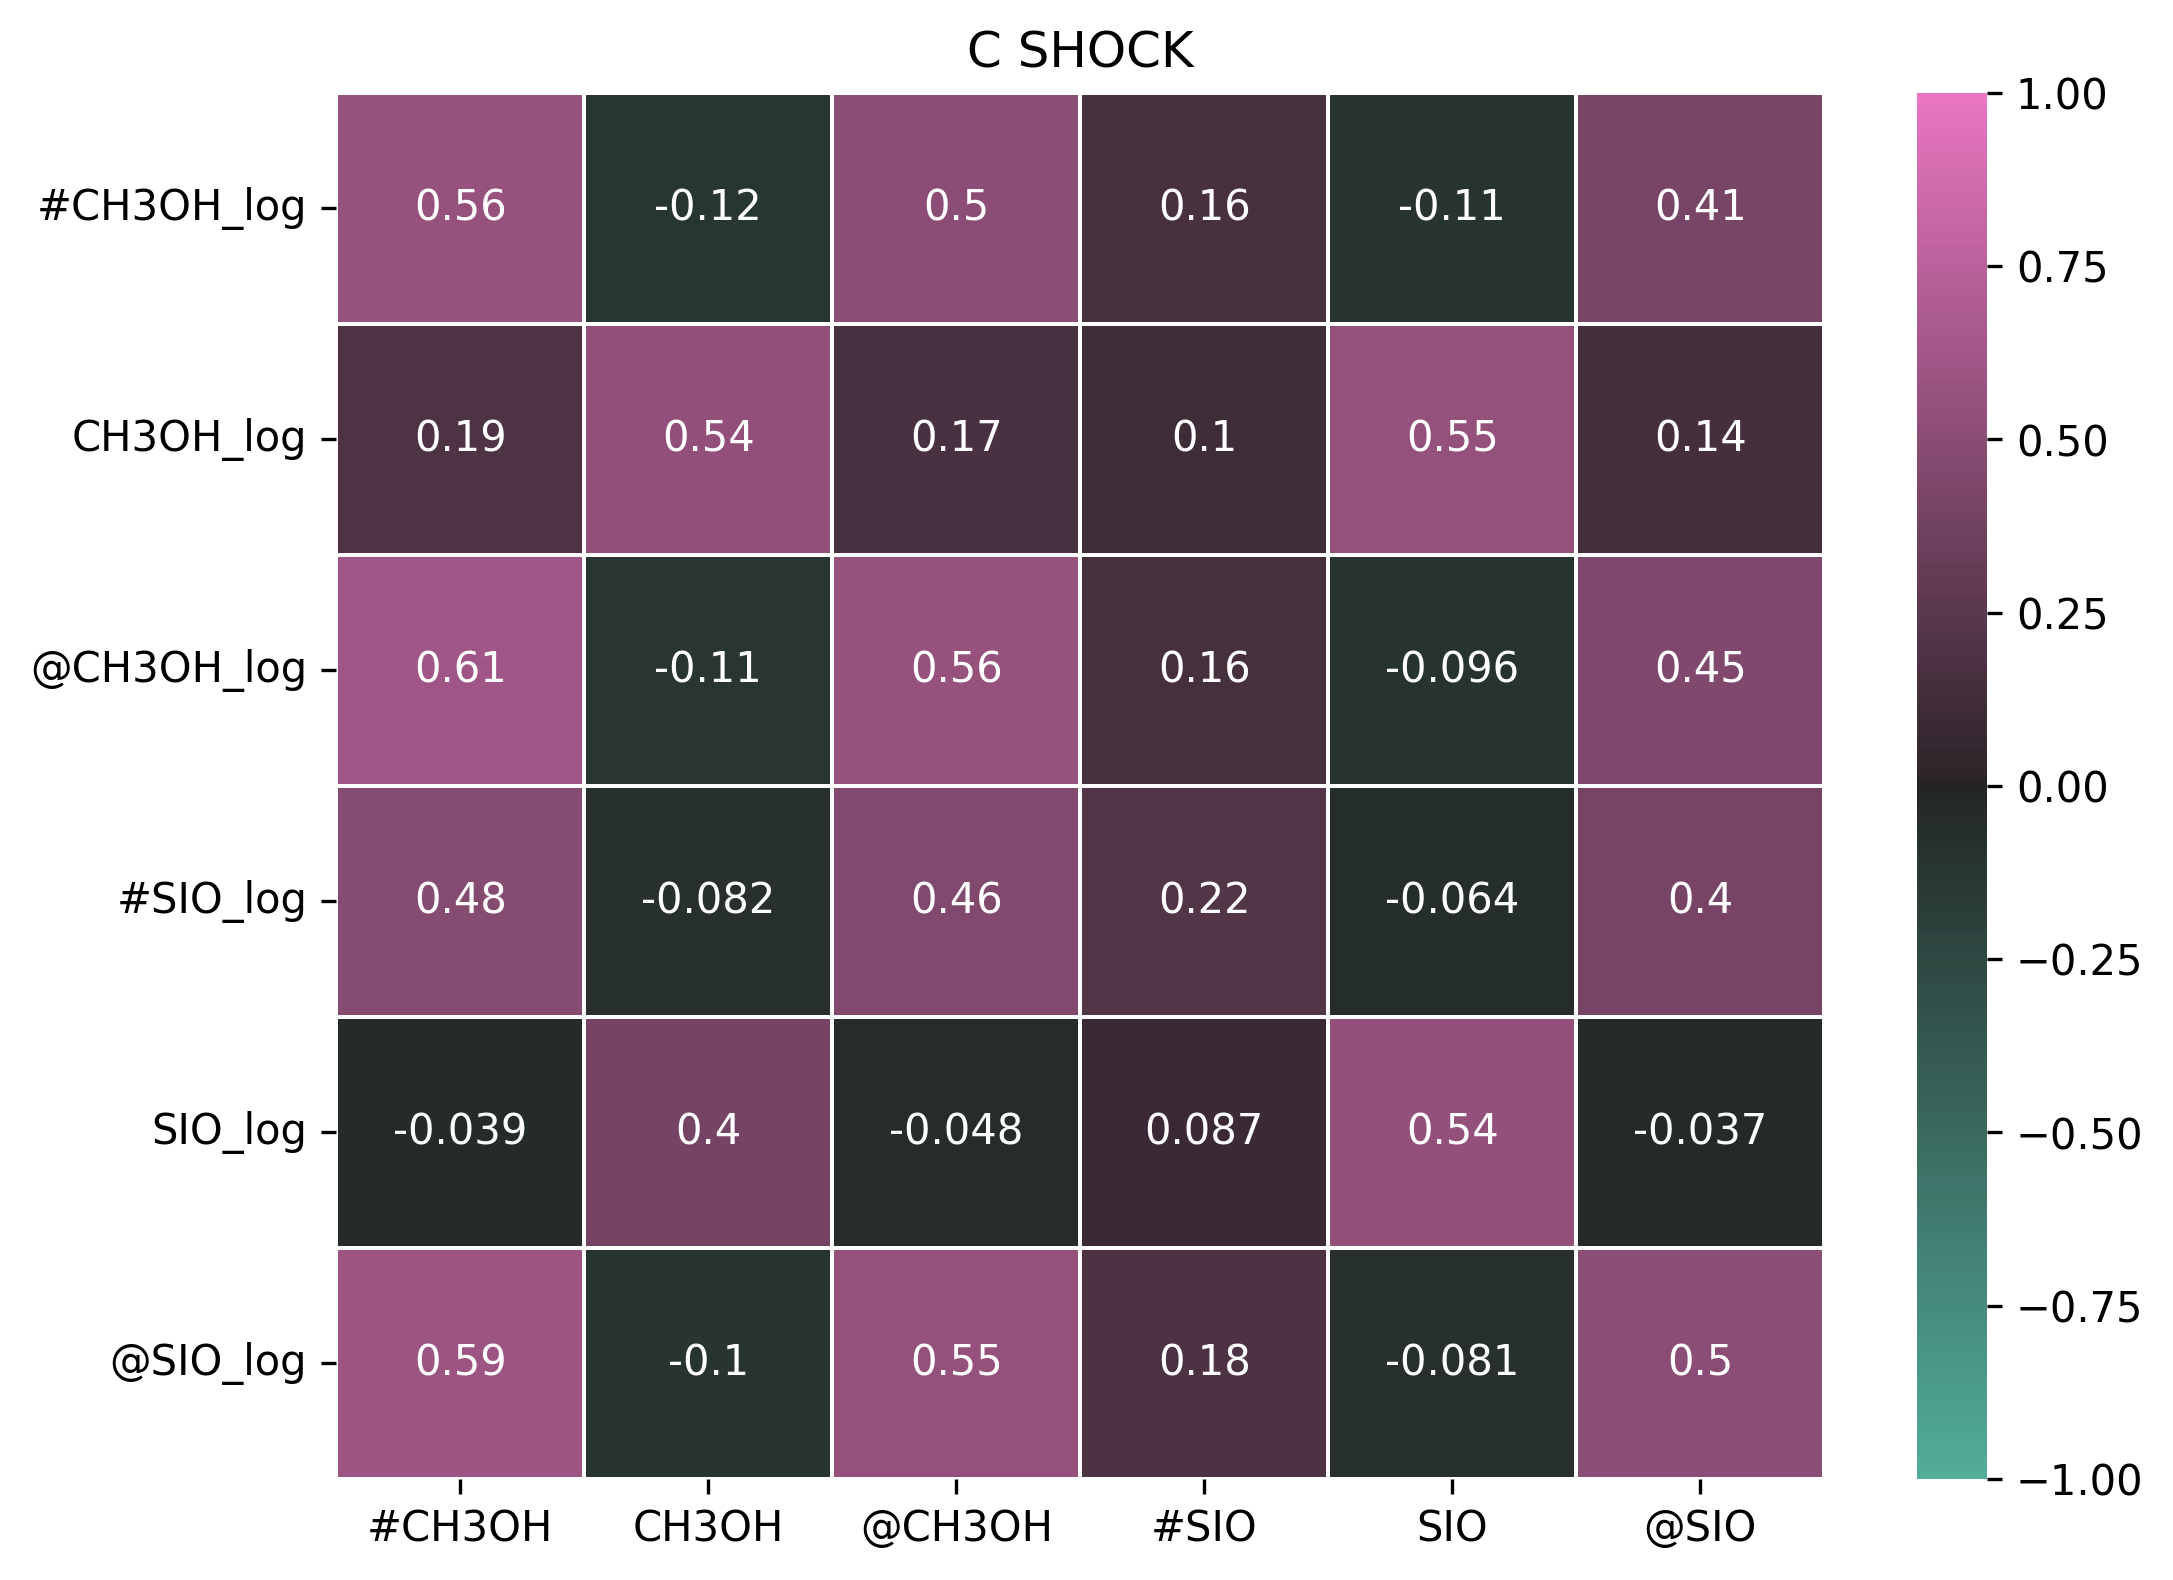 C SHOCK
#CH3OH_log 0.56 -0.12 0.5 0.16 -0.11 0.41
CH3OH_log 0.19 0.54 0.17 0.1 0.55 0.14
@CH3OH_log 0.61 -0.11 0.56 0.16 -0.096 0.45
#SIO_log 0.48 -0.082 0.46 0.22 -0.064 0.4
SIO_log -0.039 0.4 -0.048 0.087 0.54 -0.037
@SIO_log 0.59 -0.1 0.55 0.18 -0.081 0.5
#CH3OH CH3OH @CH3OH #SIO SIO @SIO
1.00
0.75
0.50
0.25
0.00
−0.25
−0.50
−0.75
−1.00